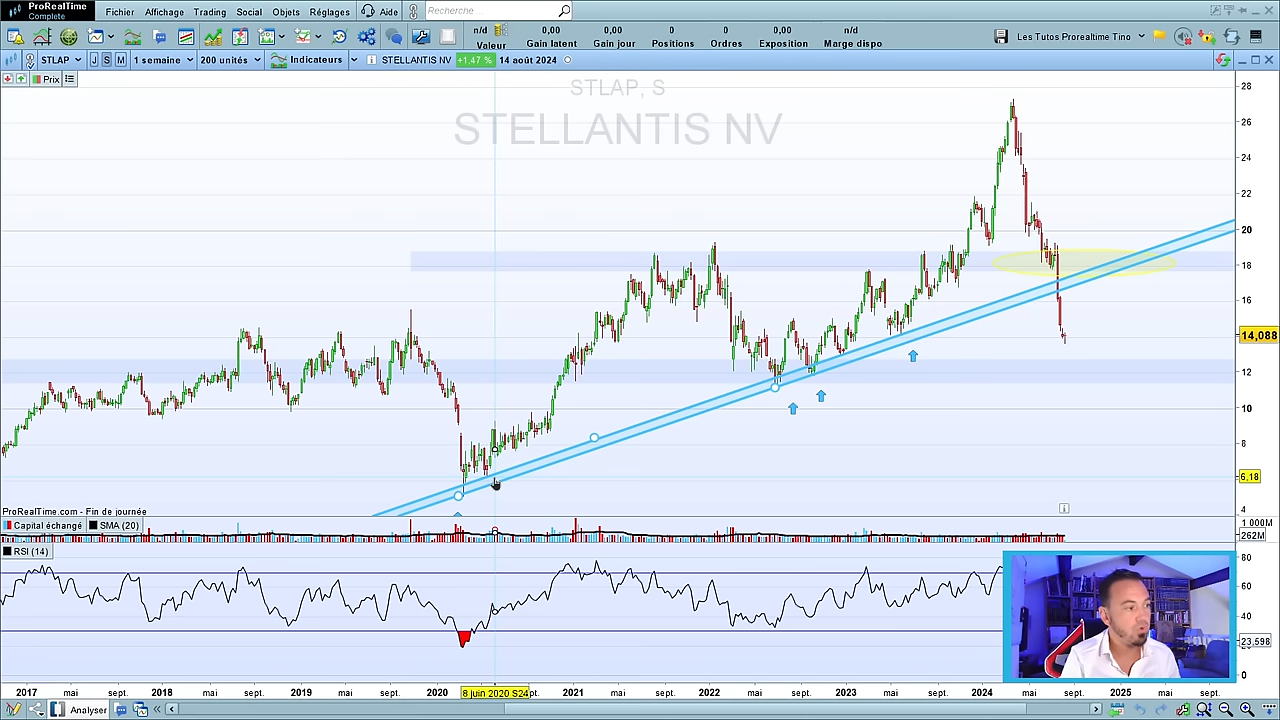 ProRealTime
Complete
Fichier Affichage Trading Social Objets Réglages Aide
Recherche ...
n/d
Valeur
0,00
Gain latent
0,00
Gain jour
0
Positions
0
Ordres
0,00
Exposition
n/d
Marge dispo
Les Tutos Prorealtime Tino
STLAP J S M 1 semaine 200 unités Indicateurs i STELLANTIS NV +1,47 % 14 août 2024
Prix
STLAP, S
STELLANTIS NV
28
26
24
22
20
18
16
14,088
12
10
8
6,18
4
ProRealTime.com - Fin de journée
Capital échangé SMA (20)
1 000M
262M
RSI (14)
80
60
40
23,596
0
2017 mai sept. 2018 mai sept. 2019 mai sept. 2020 8 juin 2020 S24 pt. 2021 mai sept. 2022 mai sept. 2023 mai sept. 2024 mai sept. 2025 mai sept.
Analyser